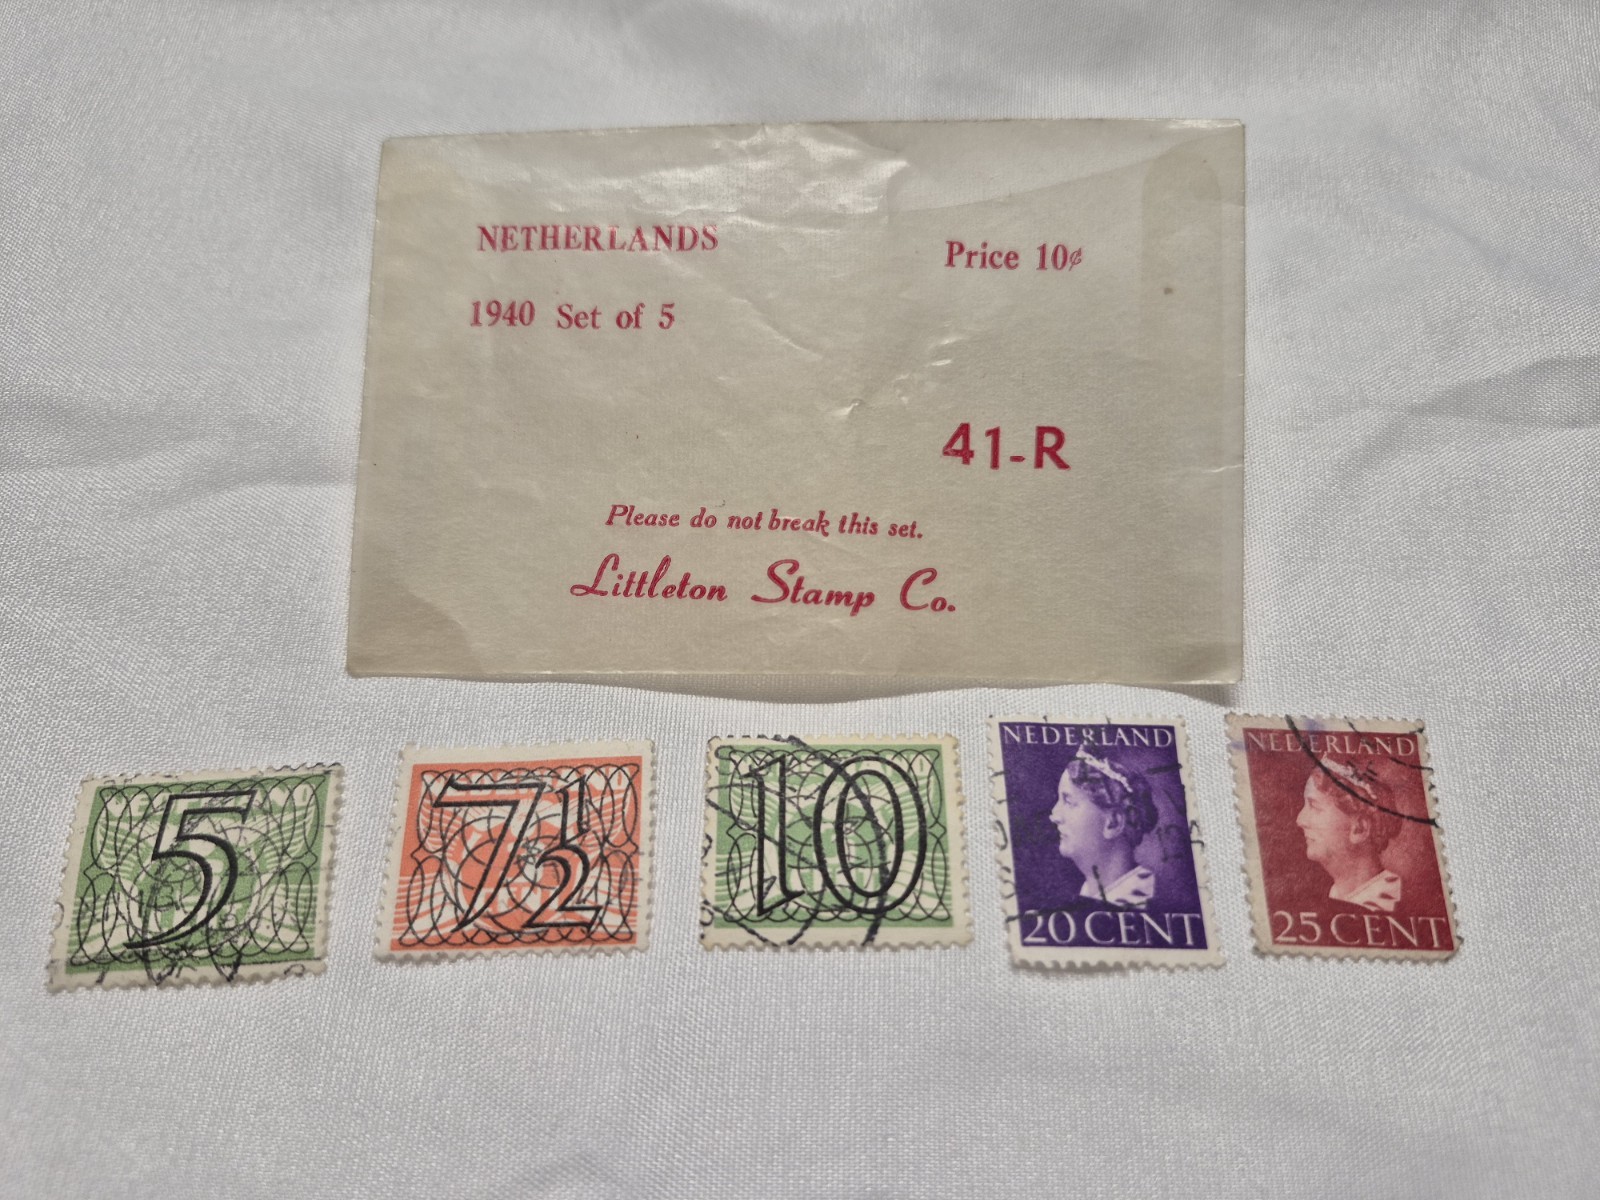 NETHERLANDS
Price 10¢
1940 Set of 5
41-R
Please do not break this set.
Littleton Stamp Co.
5
7½
10
NEDERLAND
20 CENT
NEDERLAND
25 CENT